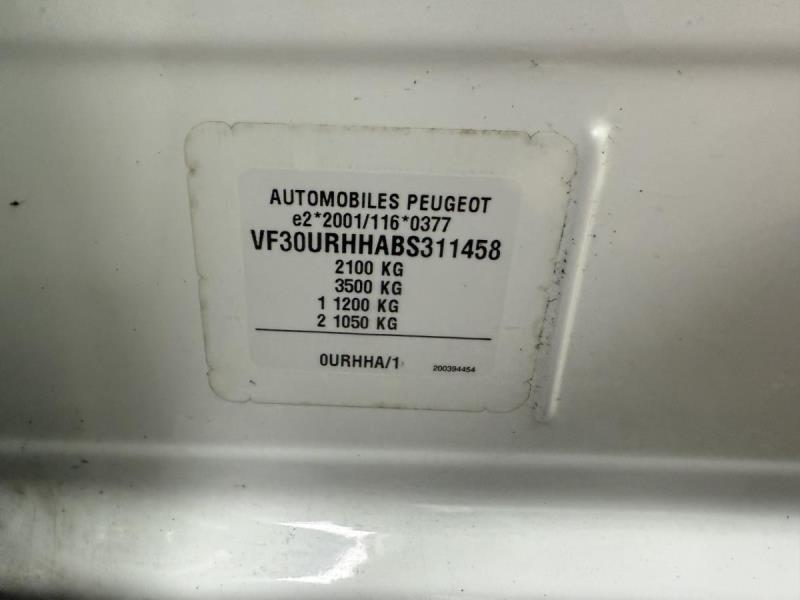 AUTOMOBILES PEUGEOT
e2*2001/116*0377
VF30URHHABS311458
2100 KG
3500 KG
1 1200 KG
2 1050 KG
0URHHA/1
200394454